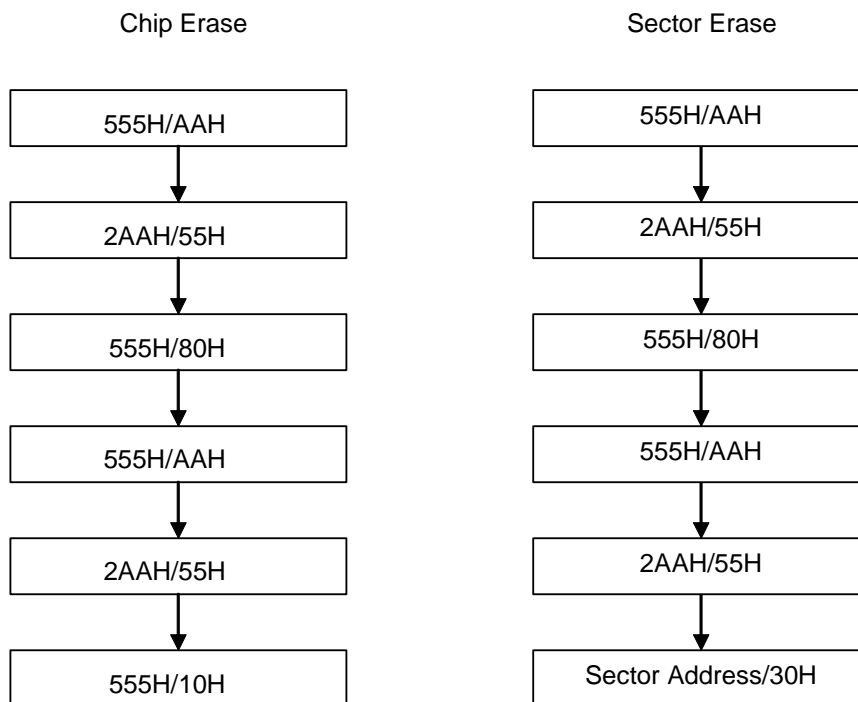 Chip Erase
555H/AAH
2AAH/55H
555H/80H
555H/AAH
2AAH/55H
555H/10H
Sector Erase
555H/AAH
2AAH/55H
555H/80H
555H/AAH
2AAH/55H
Sector Address/30H